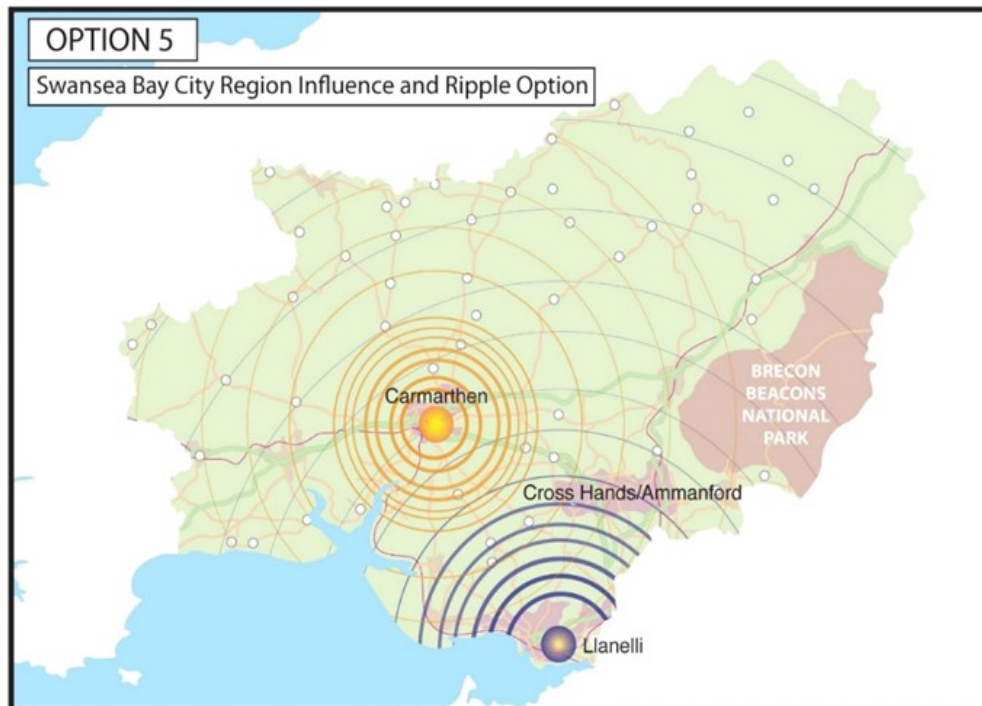 OPTION 5
Swansea Bay City Region Influence and Ripple Option
BRECON
BEACONS
NATIONAL
PARK
Carmarthen
Cross Hands/Ammanford
Llanelli